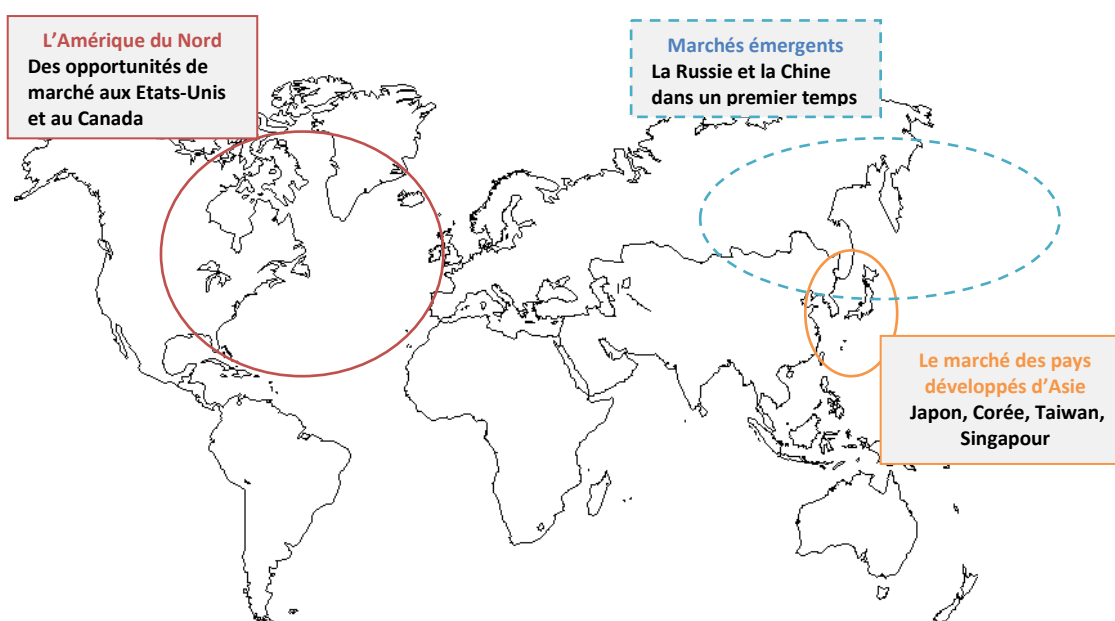 L’Amérique du Nord
Des opportunités de
marché aux Etats-Unis
et au Canada
Marchés émergents
La Russie et la Chine
dans un premier temps
Le marché des pays
développés d’Asie
Japon, Corée, Taiwan,
Singapour